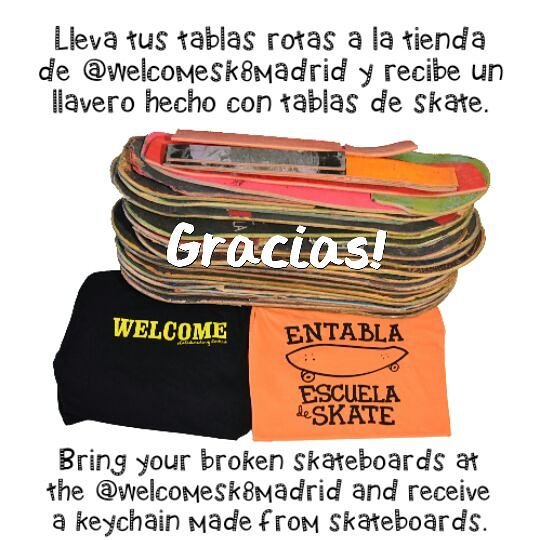 Lleva tus tablas rotas a la tienda
de @welcomesk8madrid y recibe un
llavero hecho con tablas de skate.
Gracias!
WELCOME
ENTABLA
ESCUELA
de SKATE
Bring your broken skateboards at
the @welcomesk8madrid and receive
a keychain made from skateboards.